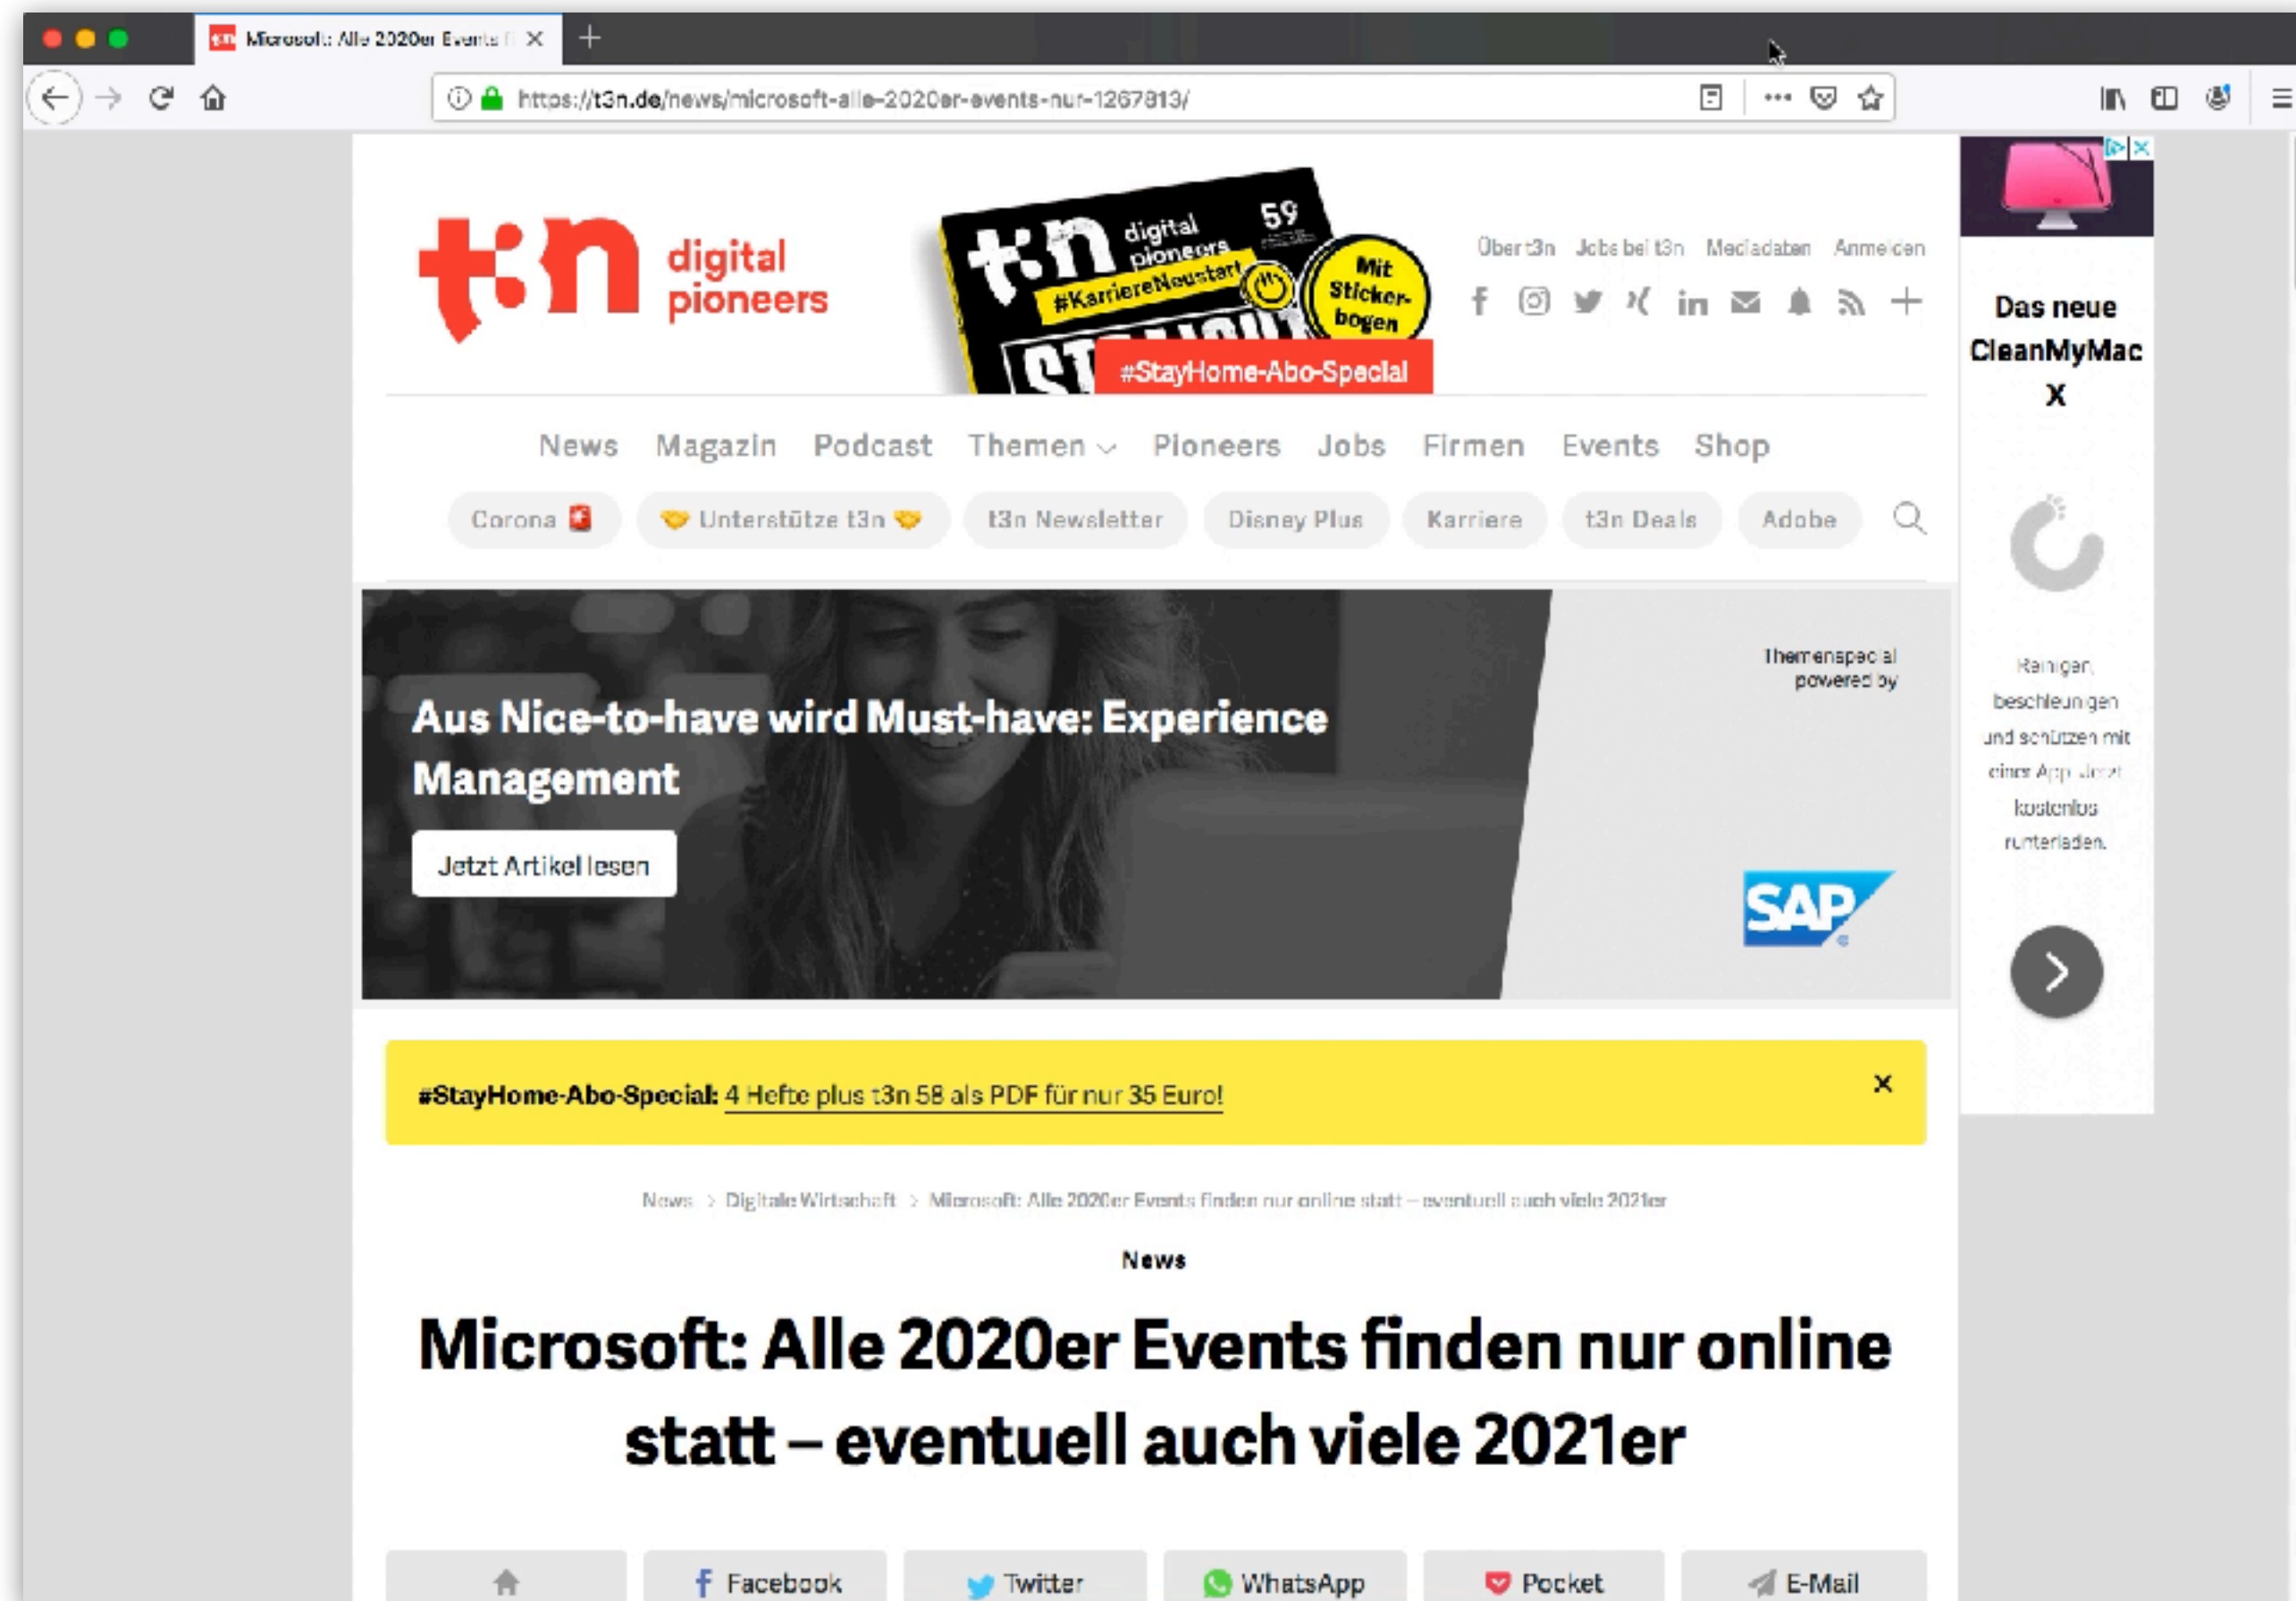 Microsoft: Alle 2020er Events f
https://t3n.de/news/microsoft-alle-2020er-events-nur-1267813/
t3n digital pioneers
t3n digital pioneers 59
#KarriereNeustart
Mit
Sticker-
bogen
#StayHome-Abo-Special
Über t3n Jobs bei t3n Mediadaten Anmelden
News Magazin Podcast Themen Pioneers Jobs Firmen Events Shop
Corona Unterstütze t3n t3n Newsletter Disney Plus Karriere t3n Deals Adobe
Das neue
CleanMyMac
X
Reinigen,
beschleunigen
und schützen mit
einer App. Jetzt
kostenlos
runterladen.
Aus Nice-to-have wird Must-have: Experience
Management
Jetzt Artikel lesen
Themenspecial
powered by
SAP
#StayHome-Abo-Special: 4 Hefte plus t3n 58 als PDF für nur 35 Euro!
News > Digitale Wirtschaft > Microsoft: Alle 2020er Events finden nur online statt – eventuell auch viele 2021er
News
Microsoft: Alle 2020er Events finden nur online
statt – eventuell auch viele 2021er
Facebook Twitter WhatsApp Pocket E-Mail